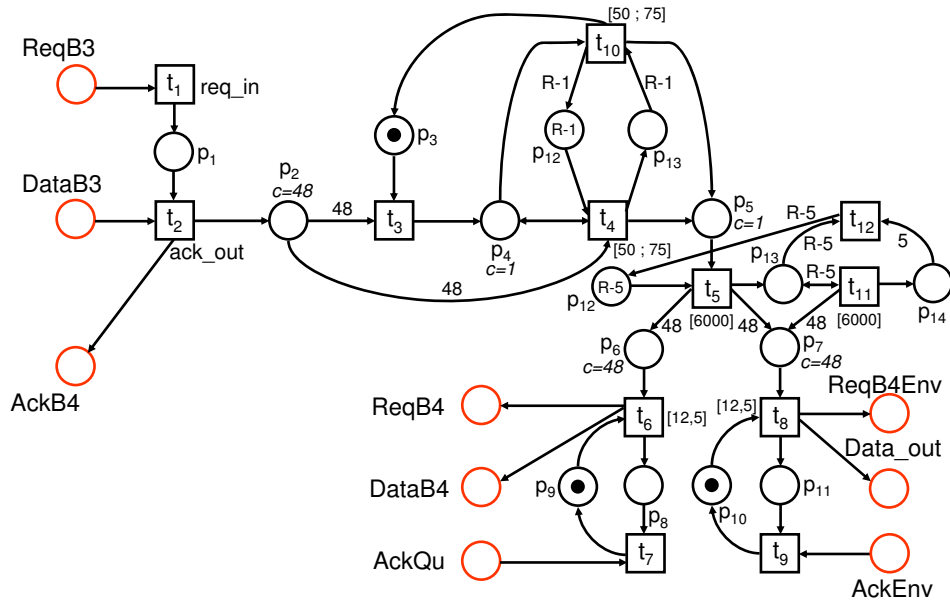 [50 ; 75]
ReqB3
t10
t1
req_in
R-1
R-1
R-1
p3
p1
p12
p13
p2
c=48
DataB3
p5
c=1
t2
48
t3
t4
R-5
t12
ack_out
p4
c=1
[50 ; 75]
p13
R-5
5
48
R-5
p12
R-5
t5
t11
p14
[6000]
[6000]
48
48
48
p6
c=48
p7
c=48
AckB4
ReqB4Env
ReqB4
t6
[12,5]
[12,5]
t8
Data_out
DataB4
p9
p8
p10
p11
AckQu
t7
t9
AckEnv